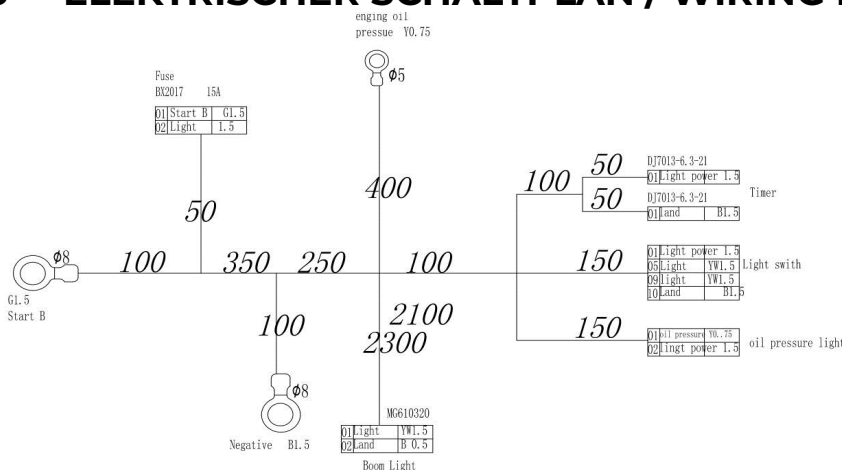 ELEKTRISCHER SCHALTPLAN / WIRING
enging oil
pressue Y0.75
ϕ5
Fuse
BX2017 15A
01 Start B G1.5
02 Light 1.5
400
50
50
100
50
DJ7013-6.3-21
01 Light power 1.5
DJ7013-6.3-21
01 land B1.5
Timer
ϕ8
G1.5
Start B
100
350
250
100
150
01 Light power 1.5
05 Light YW1.5
09 light YW1.5
10 Land B1.5
Light swith
100
2100
2300
150
01 oil pressure Y0..75
02 lingt power 1.5
oil pressure light
ϕ8
Negative B1.5
MG610320
01 Light YW1.5
02 Land B 0.5
Boom Light